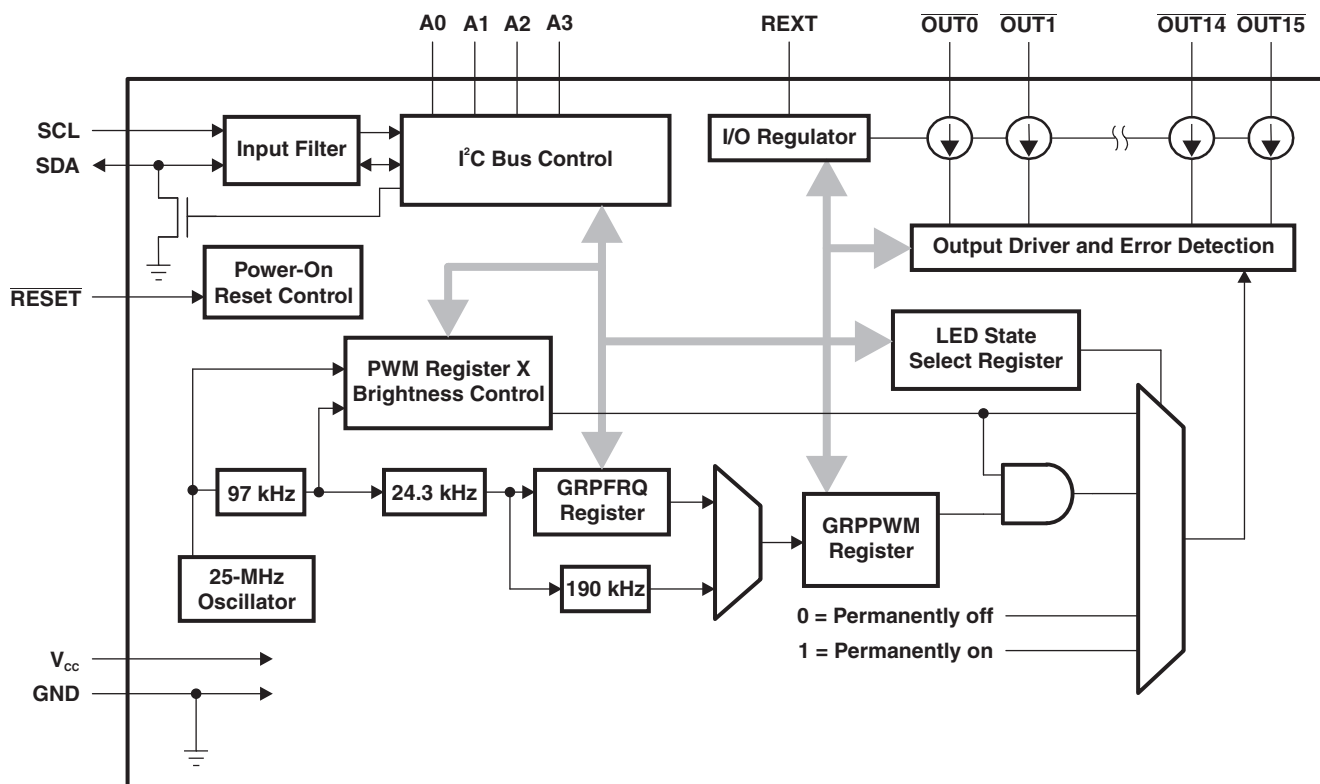 A0 A1 A2 A3 REXT OUT0 OUT1 OUT14 OUT15
SCL
SDA
Input Filter
I²C Bus Control
I/O Regulator
Output Driver and Error Detection
RESET
Power-On
Reset Control
LED State
Select Register
PWM Register X
Brightness Control
97 kHz
24.3 kHz
GRPFRQ
Register
GRPPWM
Register
25-MHz
Oscillator
190 kHz
0 = Permanently off
1 = Permanently on
VCC
GND